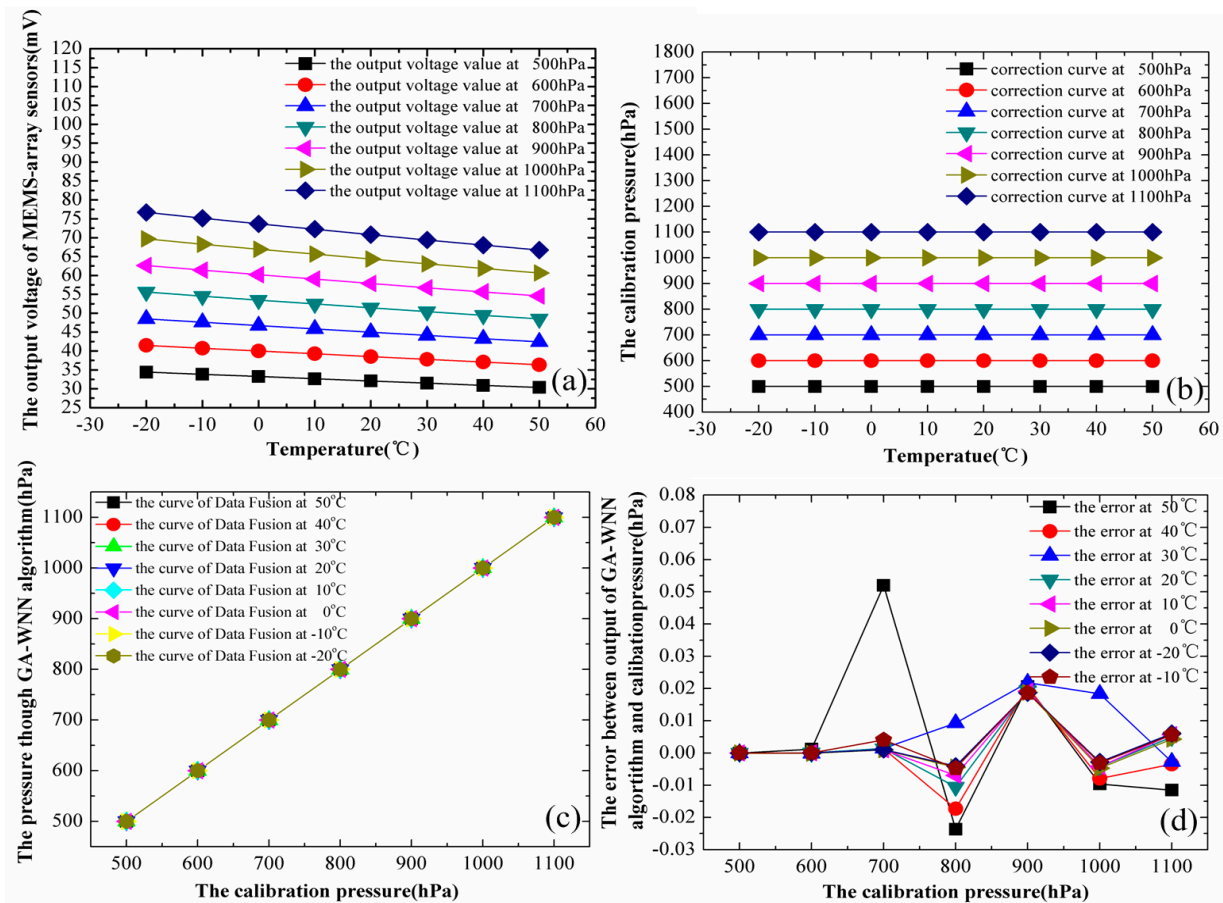 The output voltage of MEMS-array sensors(mV)
120
115
110
105
100
95
90
85
80
75
70
65
60
55
50
45
40
35
30
25
the output voltage value at 500hPa
the output voltage value at 600hPa
the output voltage value at 700hPa
the output voltage value at 800hPa
the output voltage value at 900hPa
the output voltage value at 1000hPa
the output voltage value at 1100hPa
(a)
-30 -20 -10 0 10 20 30 40 50 60
Temperature(℃)
The calibration pressure(hPa)
1800
1700
1600
1500
1400
1300
1200
1100
1000
900
800
700
600
500
400
correction curve at 500hPa
correction curve at 600hPa
correction curve at 700hPa
correction curve at 800hPa
correction curve at 900hPa
correction curve at 1000hPa
correction curve at 1100hPa
(b)
-30 -20 -10 0 10 20 30 40 50 60
Temperatue(℃)
The pressure though GA-WNN algorithm(hPa)
1100
1000
900
800
700
600
500
the curve of Data Fusion at 50°C
the curve of Data Fusion at 40°C
the curve of Data Fusion at 30°C
the curve of Data Fusion at 20°C
the curve of Data Fusion at 10°C
the curve of Data Fusion at 0°C
the curve of Data Fusion at -10°C
the curve of Data Fusion at -20°C
(c)
500 600 700 800 900 1000 1100
The calibration pressure(hPa)
The error between output of GA-WNN
algortithm and calibationpressure(hPa)
0.08
0.07
0.06
0.05
0.04
0.03
0.02
0.01
0.00
-0.01
-0.02
-0.03
the error at 50℃
the error at 40℃
the error at 30℃
the error at 20℃
the error at 10℃
the error at 0℃
the error at -20℃
the error at -10℃
(d)
500 600 700 800 900 1000 1100
The calibration pressure(hPa)